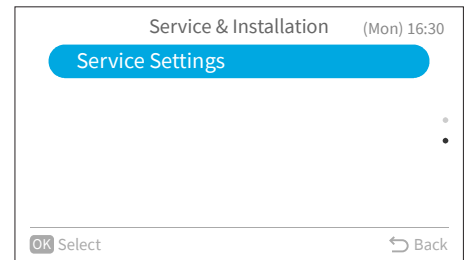 Service & Installation (Mon) 16:30
Service Settings
OK Select Back